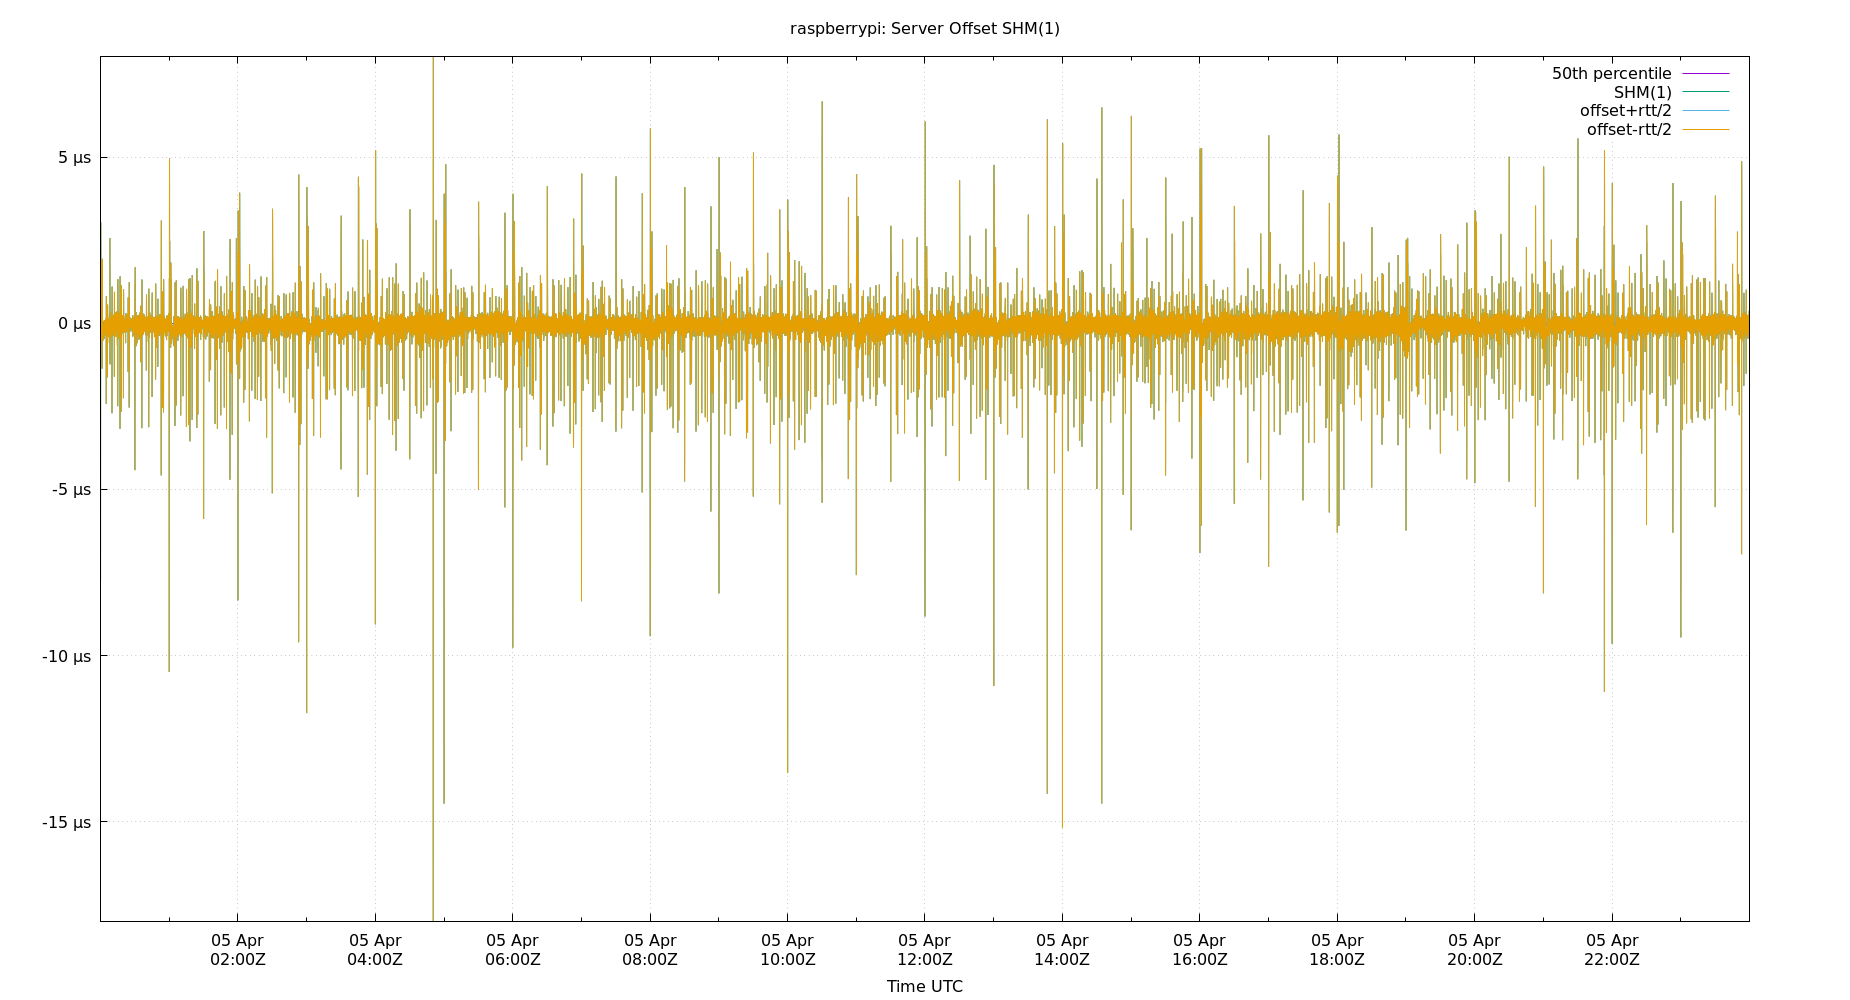 raspberrypi: Server Offset SHM(1)
50th percentile
SHM(1)
offset+rtt/2
offset-rtt/2
5 µs
0 µs
-5 µs
-10 µs
-15 µs
05 Apr 05 Apr 05 Apr 05 Apr 05 Apr 05 Apr 05 Apr 05 Apr 05 Apr 05 Apr 05 Apr
02:00Z 04:00Z 06:00Z 08:00Z 10:00Z 12:00Z 14:00Z 16:00Z 18:00Z 20:00Z 22:00Z
Time UTC